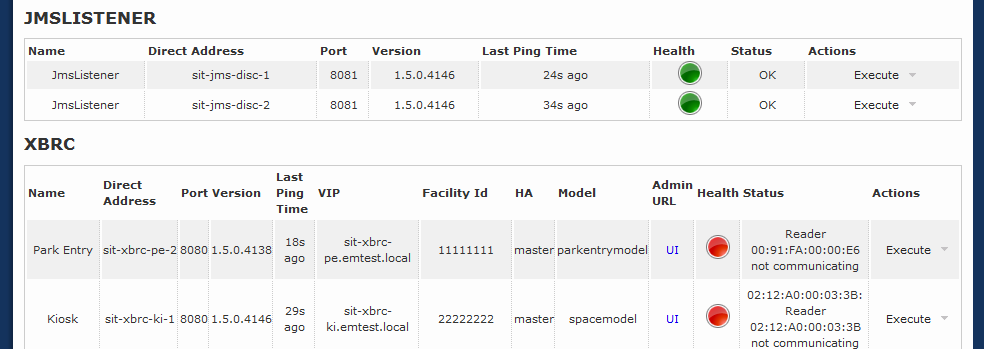 JMSLISTENER
Name Direct Address Port Version Last Ping Time Health Status Actions
JmsListener sit-jms-disc-1 8081 1.5.0.4146 24s ago OK Execute
JmsListener sit-jms-disc-2 8081 1.5.0.4146 34s ago OK Execute
XBRC
Name Direct Address Port Version Last Ping Time VIP Facility Id HA Model Admin URL Health Status Actions
Park Entry sit-xbrc-pe-2 8080 1.5.0.4138 18s ago sit-xbrc-pe.emtest.local 11111111 master parkentrymodel UI Reader 00:91:FA:00:00:E6 not communicating Execute
Kiosk sit-xbrc-ki-1 8080 1.5.0.4146 29s ago sit-xbrc-ki.emtest.local 22222222 master spacemodel UI 02:12:A0:00:03:3B: Reader 02:12:A0:00:03:3B not communicating Execute